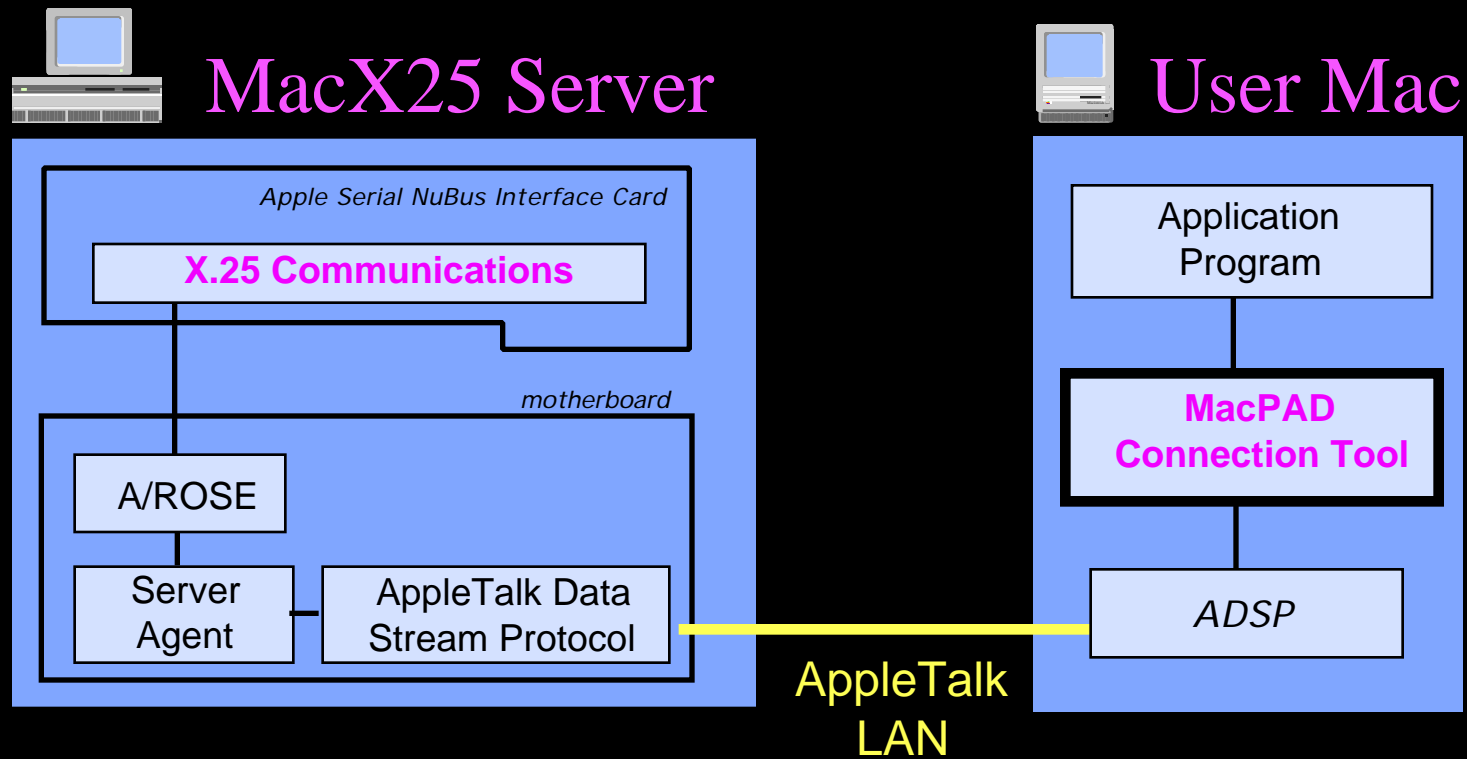 MacX25 Server
Apple Serial NuBus Interface Card
X.25 Communications
motherboard
A/ROSE
Server
Agent
AppleTalk Data
Stream Protocol
AppleTalk
LAN
User Mac
Application
Program
MacPAD
Connection Tool
ADSP